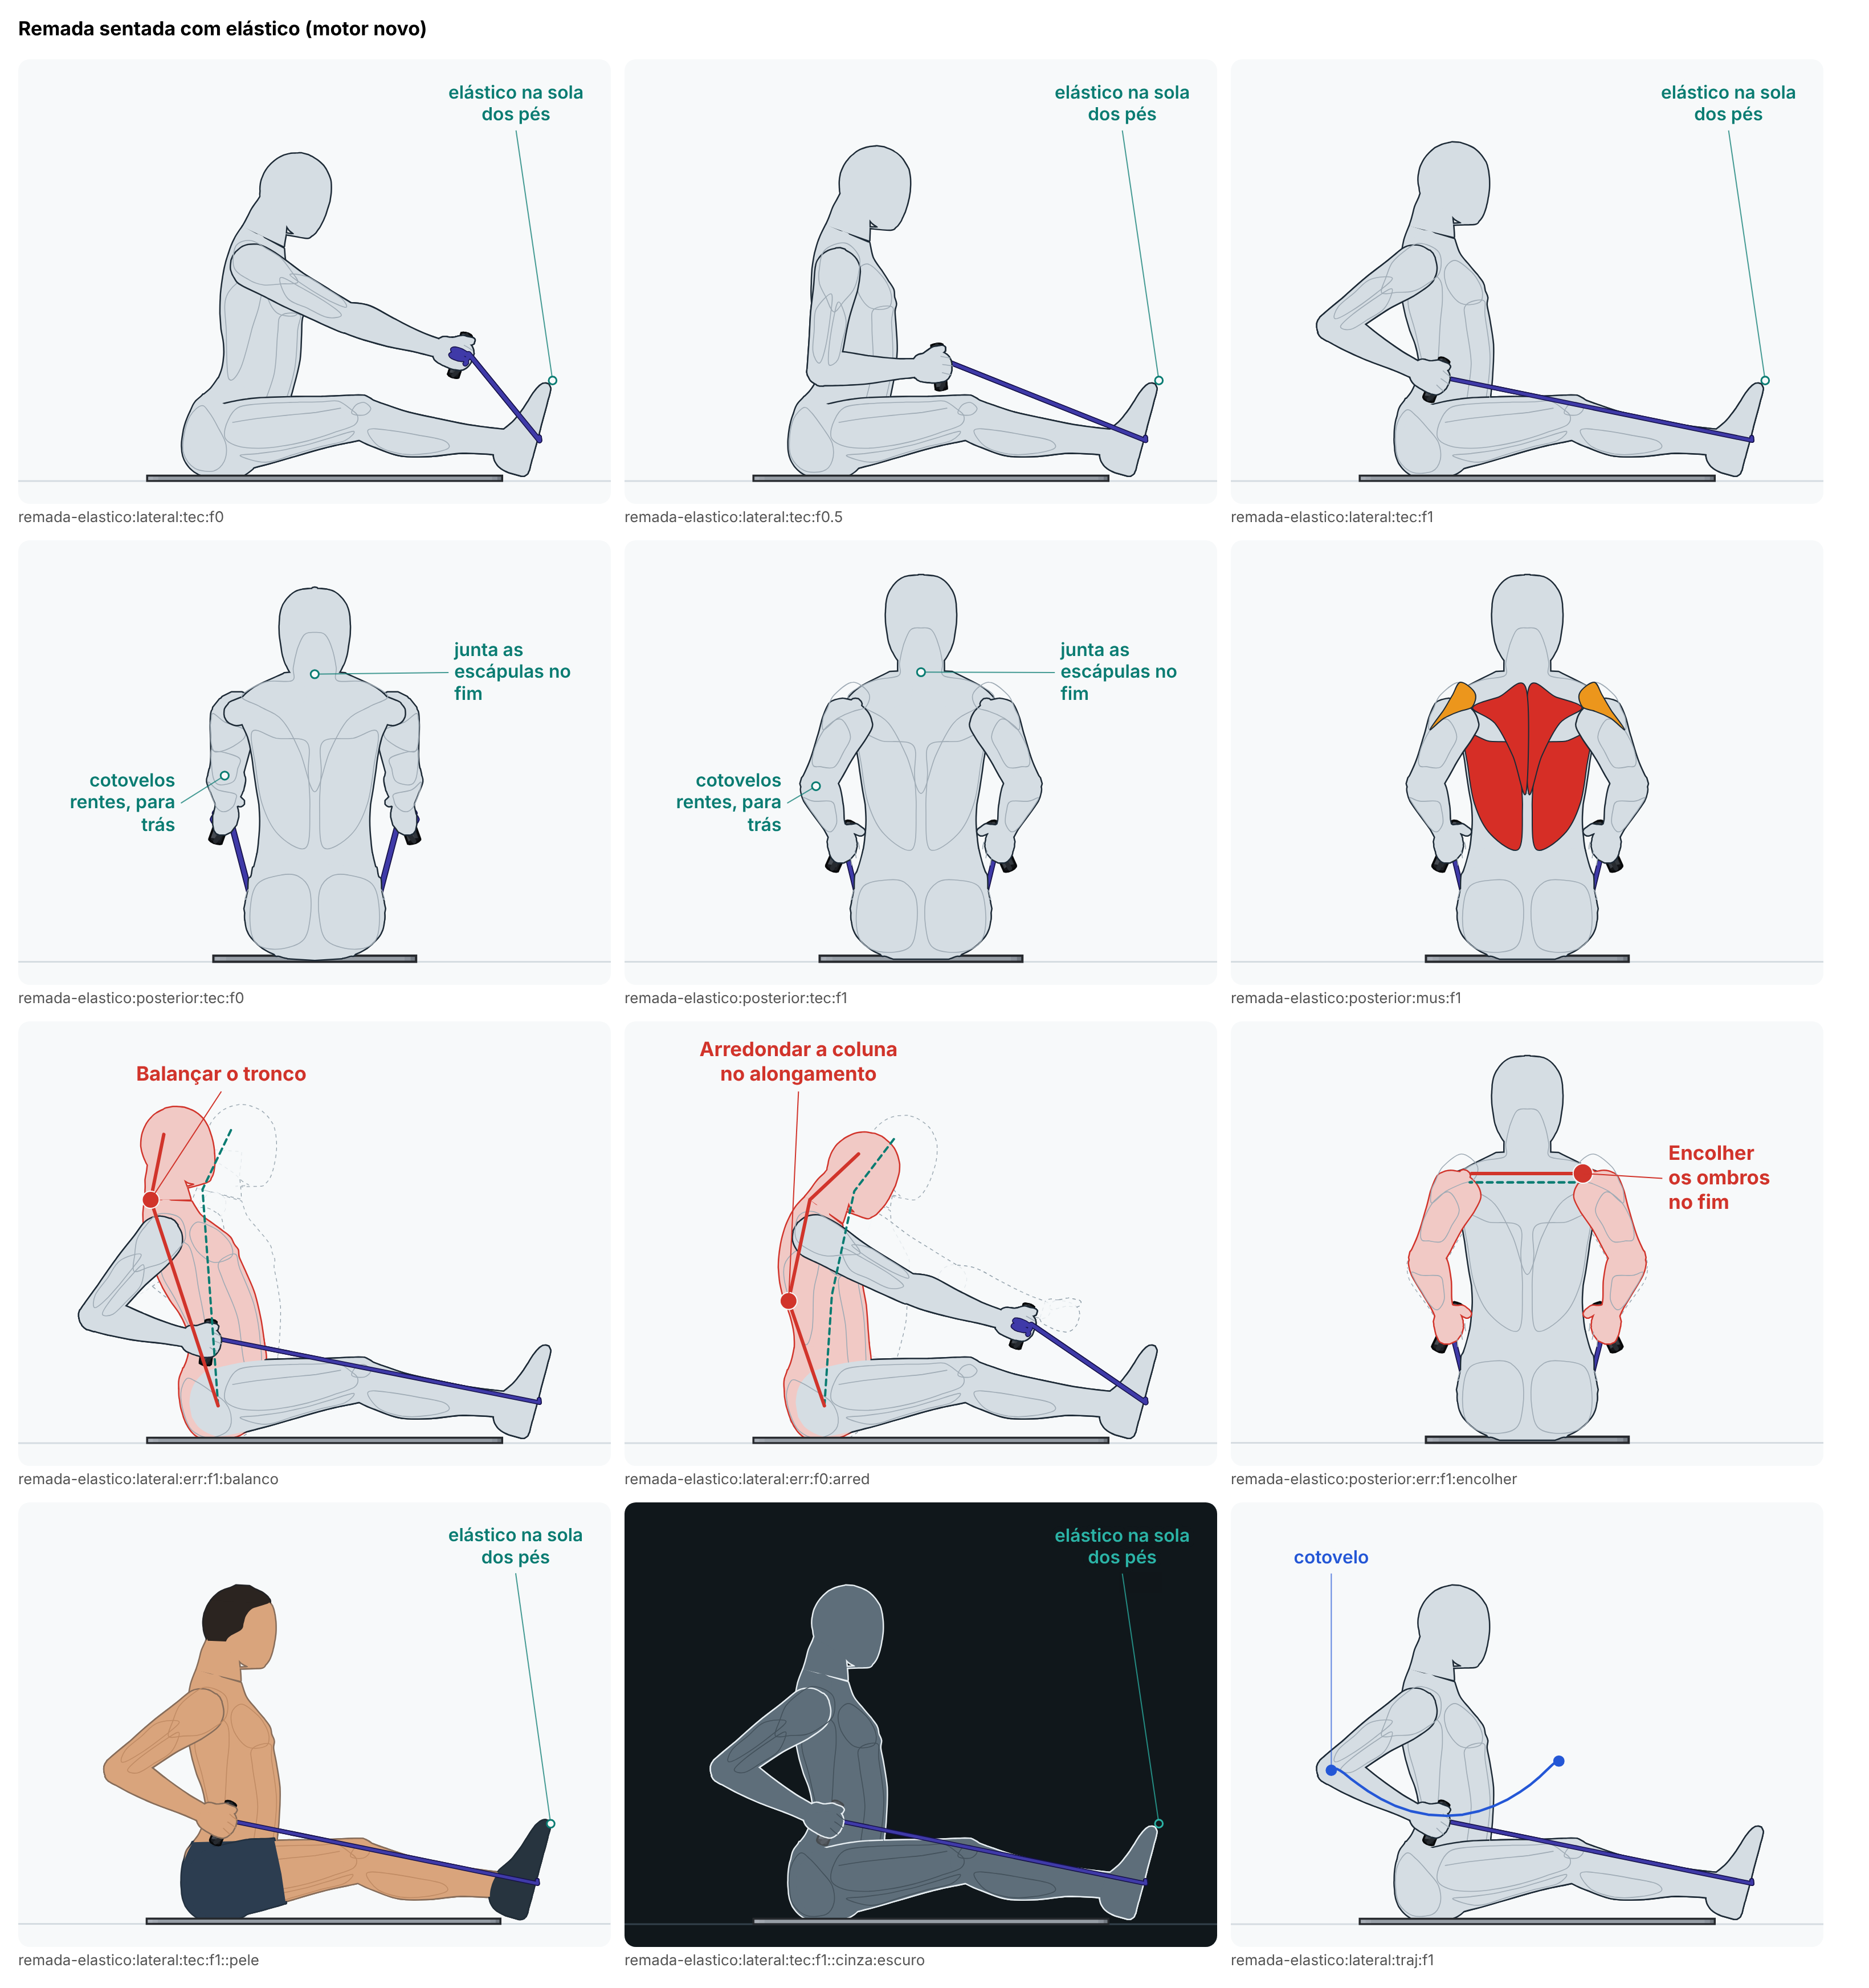 Remada sentada com elástico (motor novo)
elástico na sola
dos pés
elástico na sola
dos pés
elástico na sola
dos pés
remada-elastico:lateral:tec:f0
remada-elastico:lateral:tec:f0.5
remada-elastico:lateral:tec:f1
junta as
escápulas no
fim
cotovelos
rentes, para
trás
junta as
escápulas no
fim
cotovelos
rentes, para
trás
remada-elastico:posterior:tec:f0
remada-elastico:posterior:tec:f1
remada-elastico:posterior:mus:f1
Balançar o tronco
Arredondar a coluna
no alongamento
Encolher
os ombros
no fim
remada-elastico:lateral:err:f1:balanco
remada-elastico:lateral:err:f0:arred
remada-elastico:posterior:err:f1:encolher
elástico na sola
dos pés
elástico na sola
dos pés
cotovelo
remada-elastico:lateral:tec:f1::pele
remada-elastico:lateral:tec:f1::cinza:escuro
remada-elastico:lateral:traj:f1